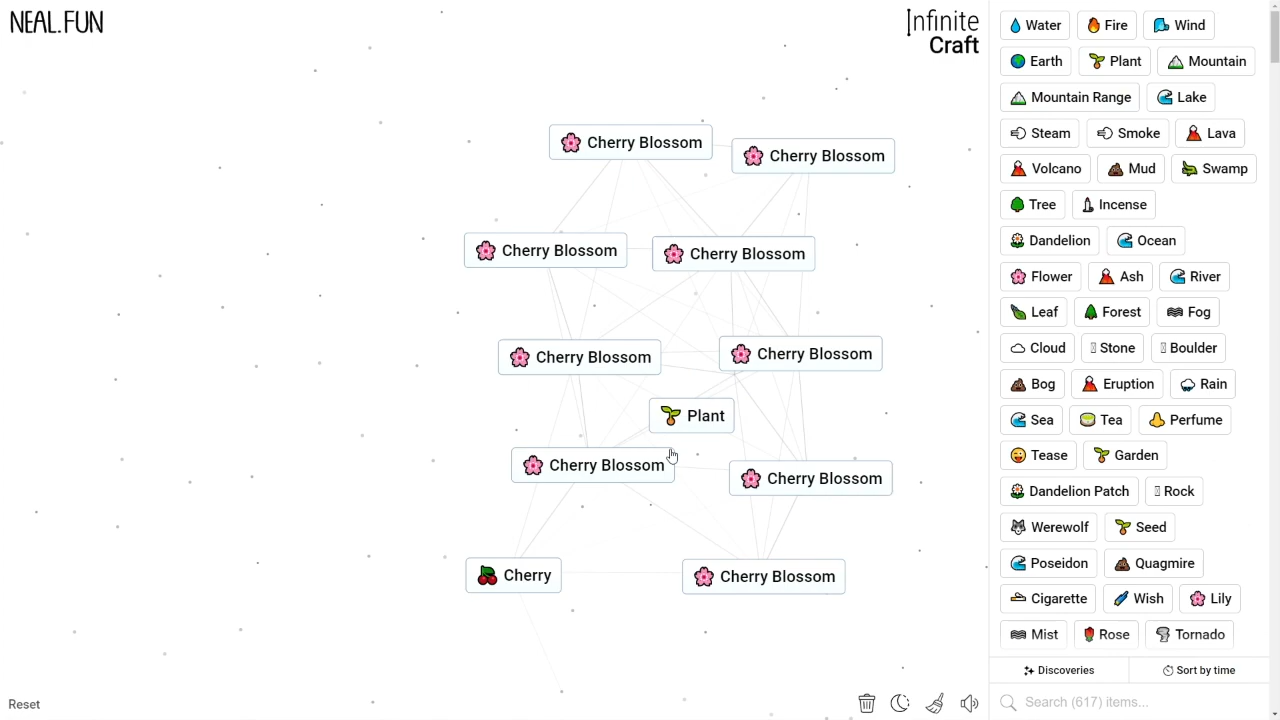 NEAL.FUN
Infinite
Craft
Cherry Blossom
Cherry Blossom
Cherry Blossom
Cherry Blossom
Cherry Blossom
Cherry Blossom
Plant
Cherry Blossom
Cherry Blossom
Cherry
Cherry Blossom
Reset
Water Fire Wind
Earth Plant Mountain
Mountain Range Lake
Steam Smoke Lava
Volcano Mud Swamp
Tree Incense
Dandelion Ocean
Flower Ash River
Leaf Forest Fog
Cloud Stone Boulder
Bog Eruption Rain
Sea Tea Perfume
Tease Garden
Dandelion Patch Rock
Werewolf Seed
Poseidon Quagmire
Cigarette Wish Lily
Mist Rose Tornado
Discoveries Sort by time
Search (617) items...